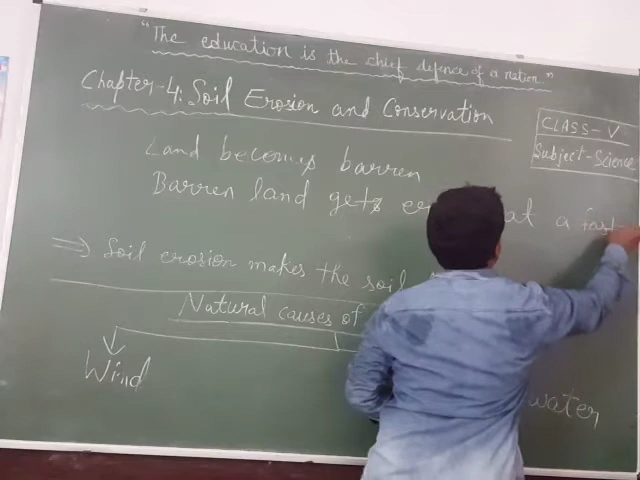 "The education is the chief defence of a nation"
Chapter-4: Soil Erosion and Conservation
CLASS-V
Subject-Science
Land becomes barren
Barren land gets at a fast
⇒ Soil erosion makes the soil
Natural causes of
Wind
water